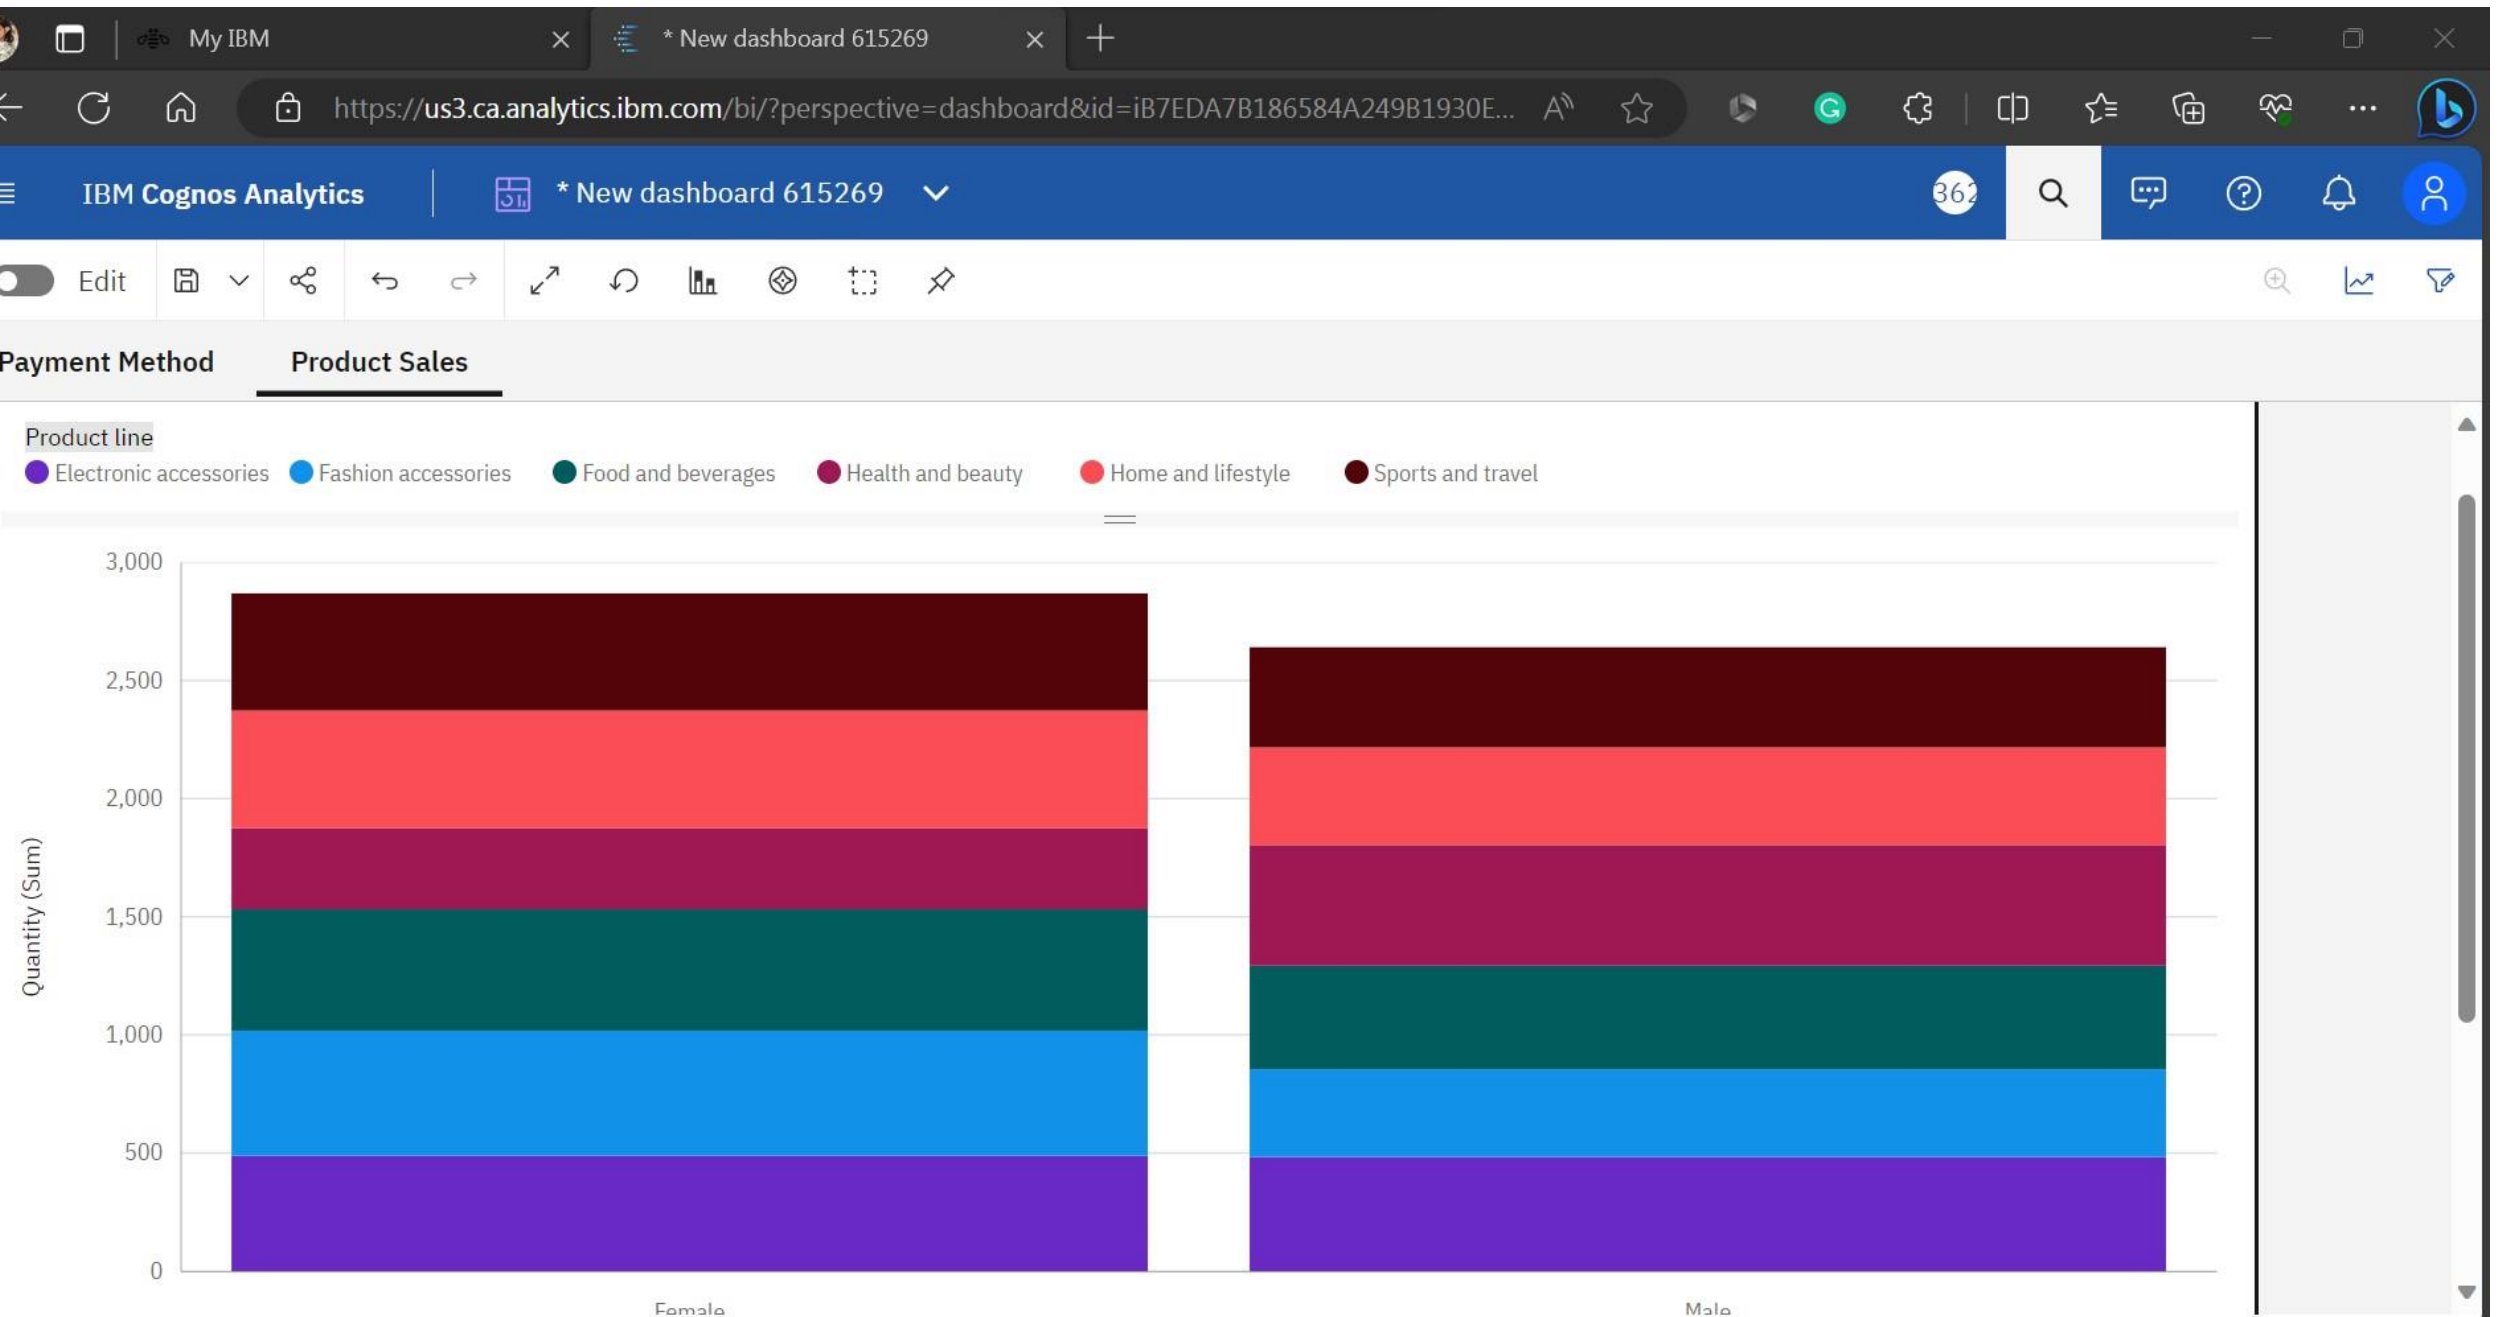 My IBM
* New dashboard 615269
https://us3.ca.analytics.ibm.com/bi/?perspective=dashboard&id=iB7EDA7B186584A249B1930E...
IBM Cognos Analytics
* New dashboard 615269
362
Edit
Payment Method
Product Sales
Product line
Electronic accessories
Fashion accessories
Food and beverages
Health and beauty
Home and lifestyle
Sports and travel
3,000
2,500
2,000
1,500
1,000
500
0
Quantity (Sum)
Female
Male